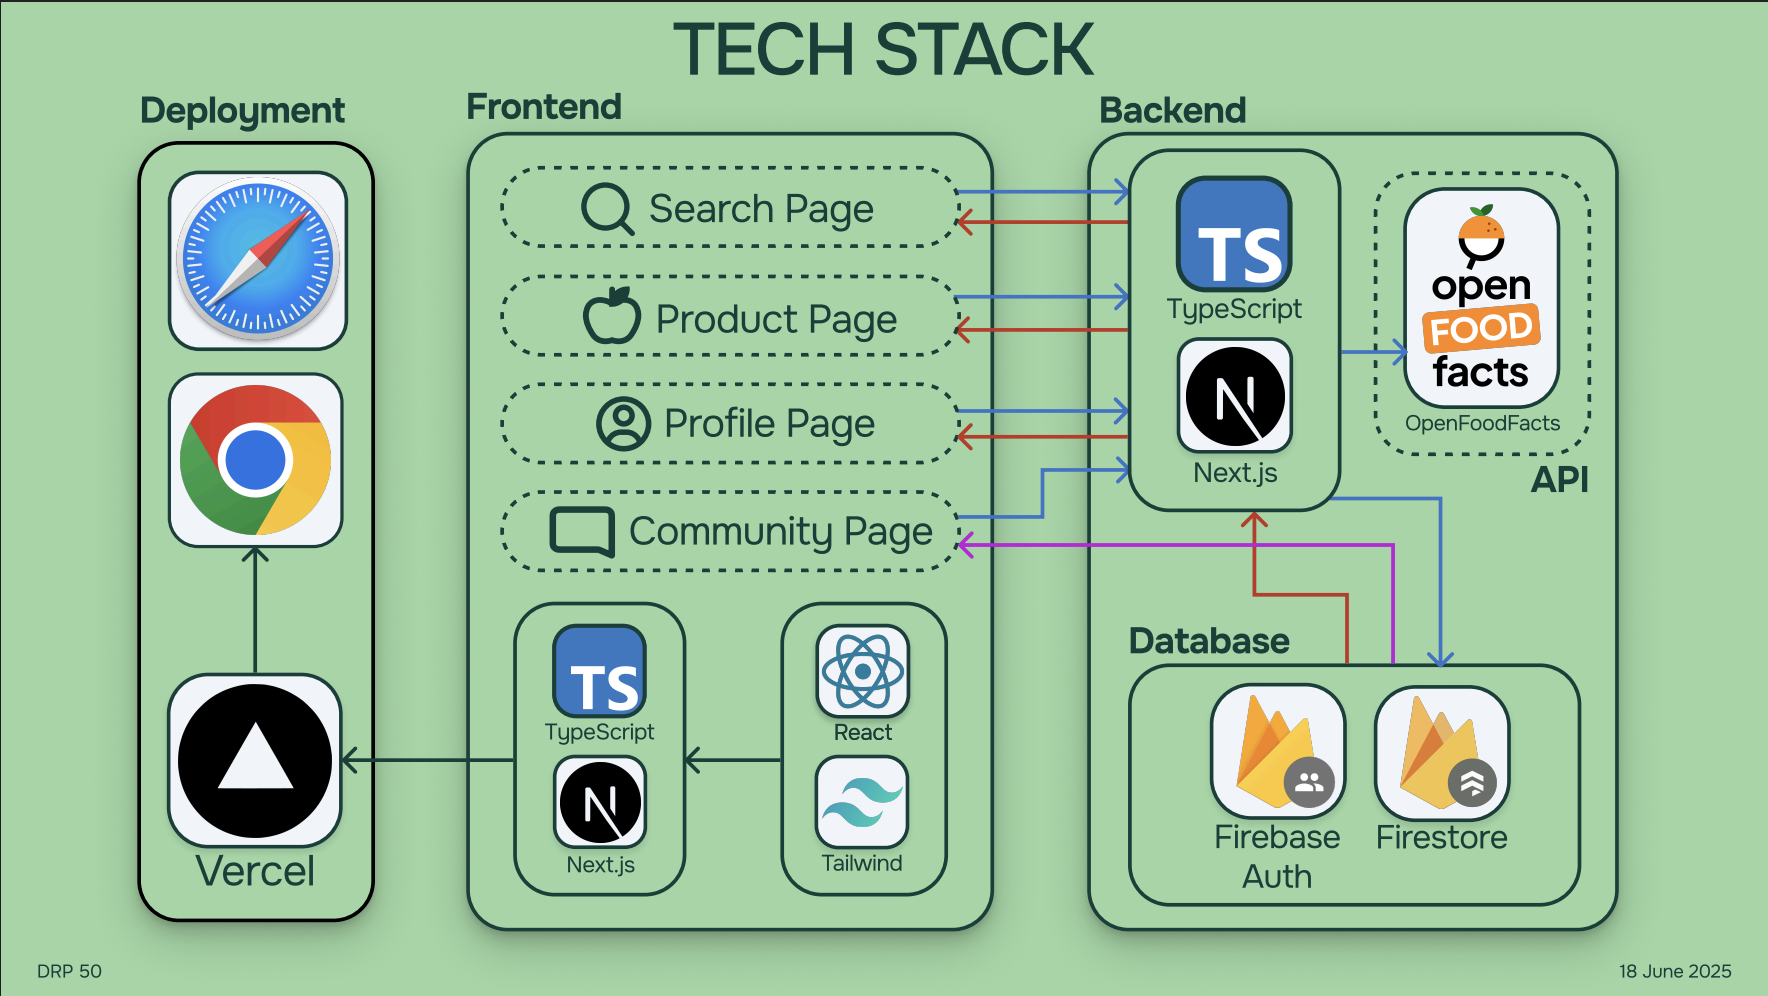 TECH STACK
Deployment
Vercel
Frontend
Search Page
Product Page
Profile Page
Community Page
TS
TypeScript
N
Next.js
React
Tailwind
Backend
TS
TypeScript
N
Next.js
open
FOOD
facts
OpenFoodFacts
API
Database
Firebase
Auth
Firestore
DRP 50
18 June 2025